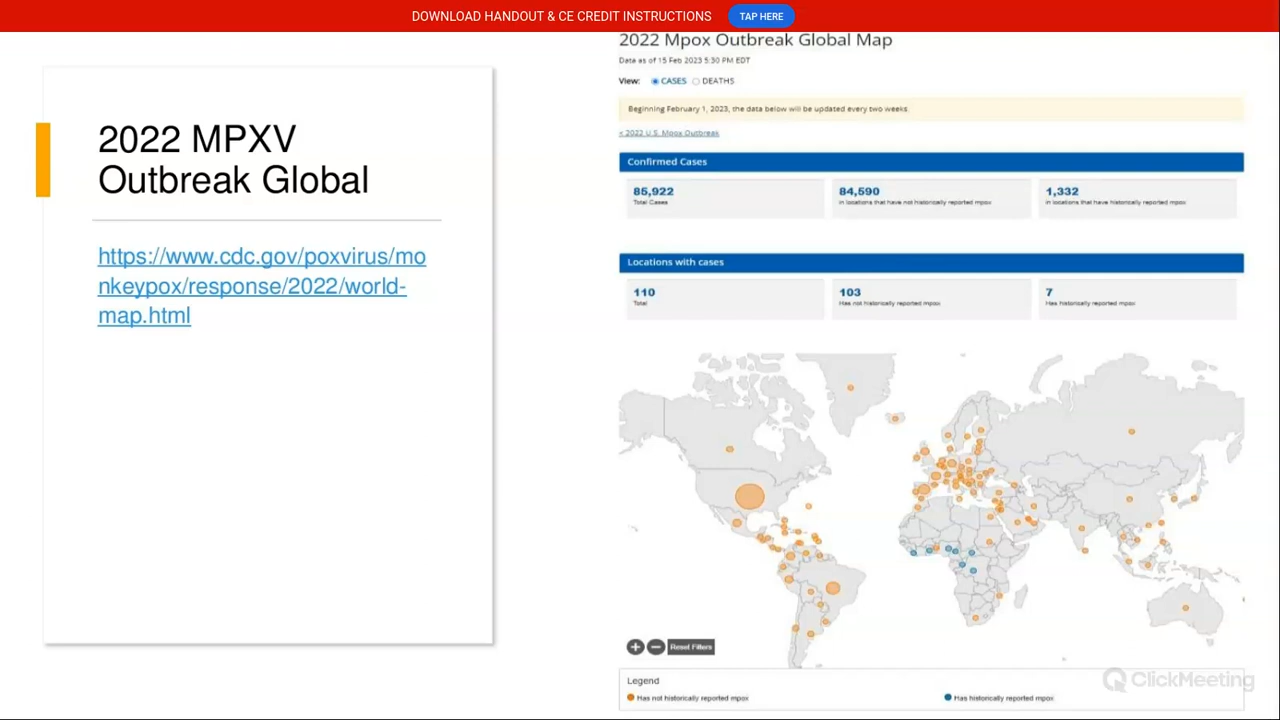 DOWNLOAD HANDOUT & CE CREDIT INSTRUCTIONS TAP HERE
2022 MPXV
Outbreak Global
https://www.cdc.gov/poxvirus/mo
nkeypox/response/2022/world-
map.html
2022 Mpox Outbreak Global Map
Data as of 15 Feb 2023 5:30 PM EDT
View: CASES DEATHS
Beginning February 1, 2023, the data below will be updated every two weeks.
< 2022 U.S. Mpox Outbreak
Confirmed Cases
85,922
Total Cases
84,590
in locations that have not historically reported mpox
1,332
in locations that have historically reported mpox
Locations with cases
110
Total
103
Has not historically reported mpox
7
Has historically reported mpox
+ − Reset Filters
Legend
Has not historically reported mpox
Has historically reported mpox
ClickMeeting